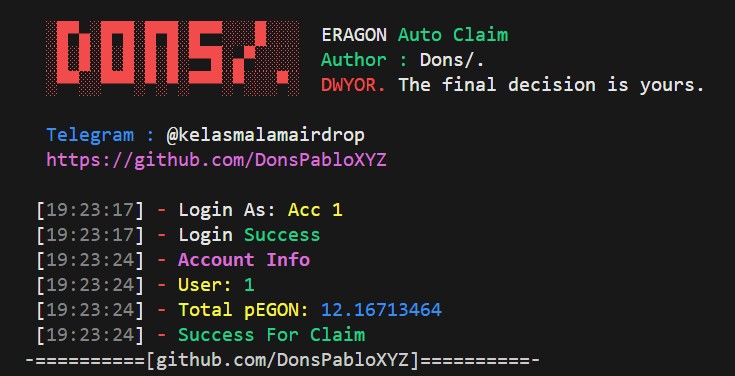 DONS/.
ERAGON Auto Claim
Author : Dons/.
DWYOR. The final decision is yours.
Telegram : @kelasmalamairdrop
https://github.com/DonsPabloXYZ
[19:23:17] - Login As: Acc 1
[19:23:17] - Login Success
[19:23:24] - Account Info
[19:23:24] - User: 1
[19:23:24] - Total pEGON: 12.16713464
[19:23:24] - Success For Claim
-==========[github.com/DonsPabloXYZ]==========-